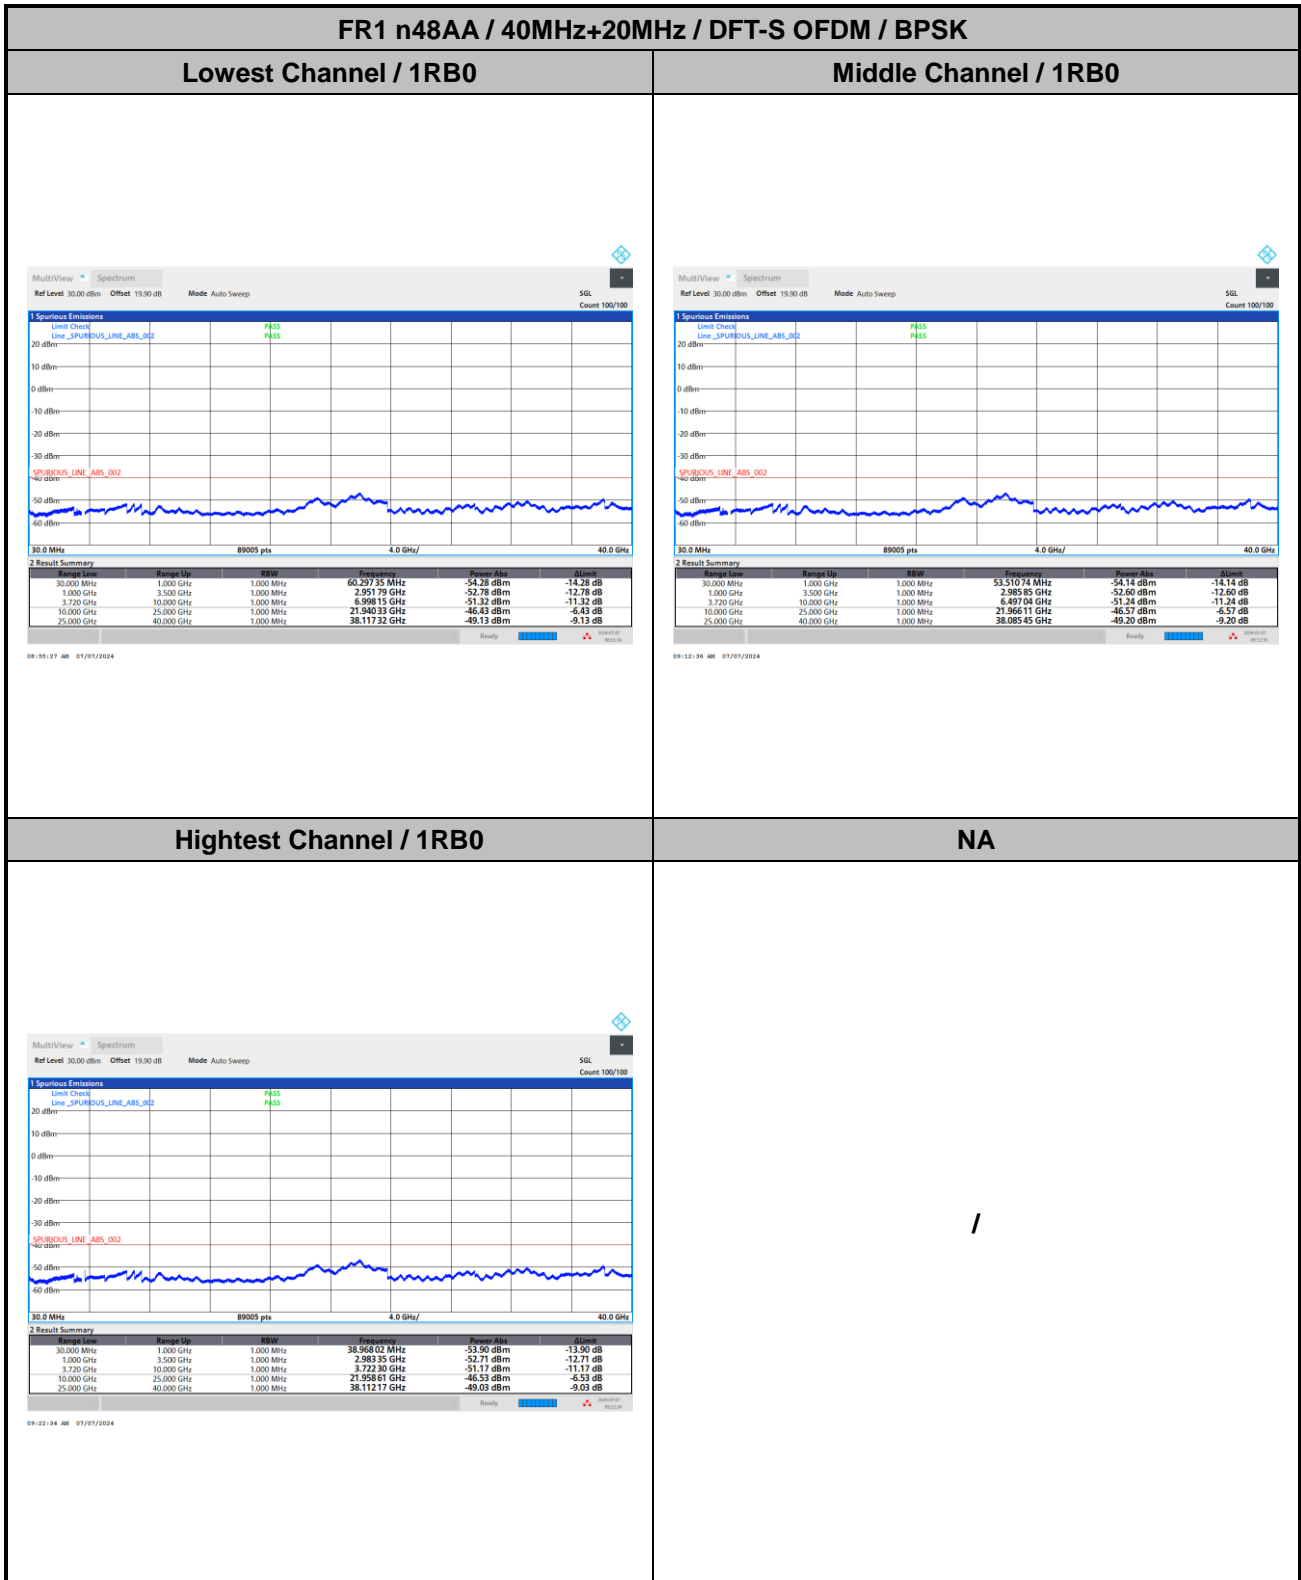 FR1 n48AA / 40MHz+20MHz / DFT-S OFDM / BPSK
Lowest Channel / 1RB0
Middle Channel / 1RB0
MultiView Spectrum
Ref Level 30.00 dBm Offset 19.90 dB Mode Auto Sweep SGL
Count 100/100
1 Spurious Emissions
Limit Check PASS
Line _SPURIOUS_LINE_ABS_002 PASS
20 dBm
10 dBm
0 dBm
-10 dBm
-20 dBm
-30 dBm
SPURIOUS_LINE_ABS_002
-40 dBm
-50 dBm
-60 dBm
30.0 MHz 89005 pts 4.0 GHz/ 40.0 GHz
2 Result Summary
Range Low Range Up RBW Frequency Power Abs ΔLimit
30.000 MHz 1.000 GHz 1.000 MHz 60.29735 MHz -54.28 dBm -14.28 dB
1.000 GHz 3.500 GHz 1.000 MHz 2.95179 GHz -52.78 dBm -12.78 dB
3.720 GHz 10.000 GHz 1.000 MHz 6.99815 GHz -51.32 dBm -11.32 dB
10.000 GHz 25.000 GHz 1.000 MHz 21.94033 GHz -46.43 dBm -6.43 dB
25.000 GHz 40.000 GHz 1.000 MHz 38.11732 GHz -49.13 dBm -9.13 dB
Ready 2024-07-07
08:55:27 AM 07/07/2024
MultiView Spectrum
Ref Level 30.00 dBm Offset 19.90 dB Mode Auto Sweep SGL
Count 100/100
1 Spurious Emissions
Limit Check PASS
Line _SPURIOUS_LINE_ABS_002 PASS
20 dBm
10 dBm
0 dBm
-10 dBm
-20 dBm
-30 dBm
SPURIOUS_LINE_ABS_002
-40 dBm
-50 dBm
-60 dBm
30.0 MHz 89005 pts 4.0 GHz/ 40.0 GHz
2 Result Summary
Range Low Range Up RBW Frequency Power Abs ΔLimit
30.000 MHz 1.000 GHz 1.000 MHz 53.51074 MHz -54.14 dBm -14.14 dB
1.000 GHz 3.500 GHz 1.000 MHz 2.98585 GHz -52.60 dBm -12.60 dB
3.720 GHz 10.000 GHz 1.000 MHz 6.49704 GHz -51.24 dBm -11.24 dB
10.000 GHz 25.000 GHz 1.000 MHz 21.96611 GHz -46.57 dBm -6.57 dB
25.000 GHz 40.000 GHz 1.000 MHz 38.08545 GHz -49.20 dBm -9.20 dB
Ready 2024-07-07
09:12:36 AM 07/07/2024
Hightest Channel / 1RB0
NA
MultiView Spectrum
Ref Level 30.00 dBm Offset 19.90 dB Mode Auto Sweep SGL
Count 100/100
1 Spurious Emissions
Limit Check PASS
Line _SPURIOUS_LINE_ABS_002 PASS
20 dBm
10 dBm
0 dBm
-10 dBm
-20 dBm
-30 dBm
SPURIOUS_LINE_ABS_002
-40 dBm
-50 dBm
-60 dBm
30.0 MHz 89005 pts 4.0 GHz/ 40.0 GHz
2 Result Summary
Range Low Range Up RBW Frequency Power Abs ΔLimit
30.000 MHz 1.000 GHz 1.000 MHz 38.96802 MHz -53.90 dBm -13.90 dB
1.000 GHz 3.500 GHz 1.000 MHz 2.98335 GHz -52.71 dBm -12.71 dB
3.720 GHz 10.000 GHz 1.000 MHz 3.72230 GHz -51.17 dBm -11.17 dB
10.000 GHz 25.000 GHz 1.000 MHz 21.95861 GHz -46.53 dBm -6.53 dB
25.000 GHz 40.000 GHz 1.000 MHz 38.11217 GHz -49.03 dBm -9.03 dB
Ready 2024-07-07
09:22:34 AM 07/07/2024
/